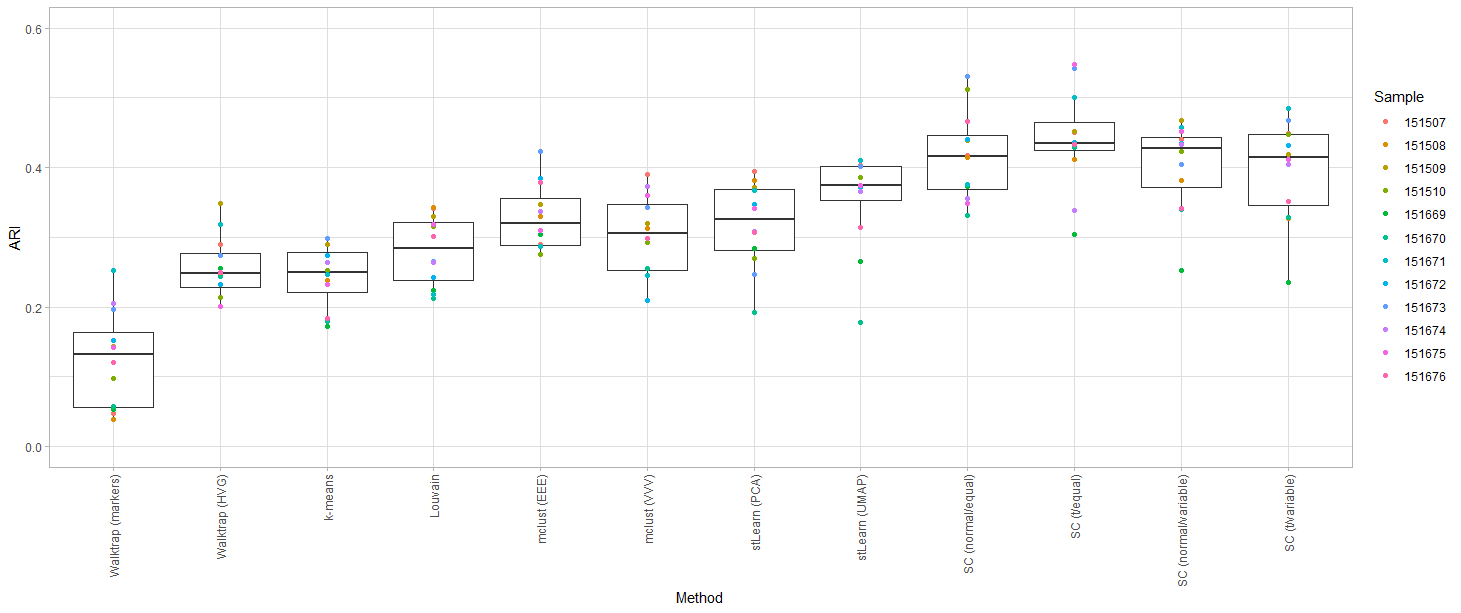 ARI
0.6
0.4
0.2
0.0
Walktrap (markers)
Walktrap (HVG)
k-means
Louvain
mclust (EEE)
mclust (VVV)
stLearn (PCA)
stLearn (UMAP)
SC (normal/equal)
SC (t/equal)
SC (normal/variable)
SC (t/variable)
Method
Sample
151507
151508
151509
151510
151669
151670
151671
151672
151673
151674
151675
151676